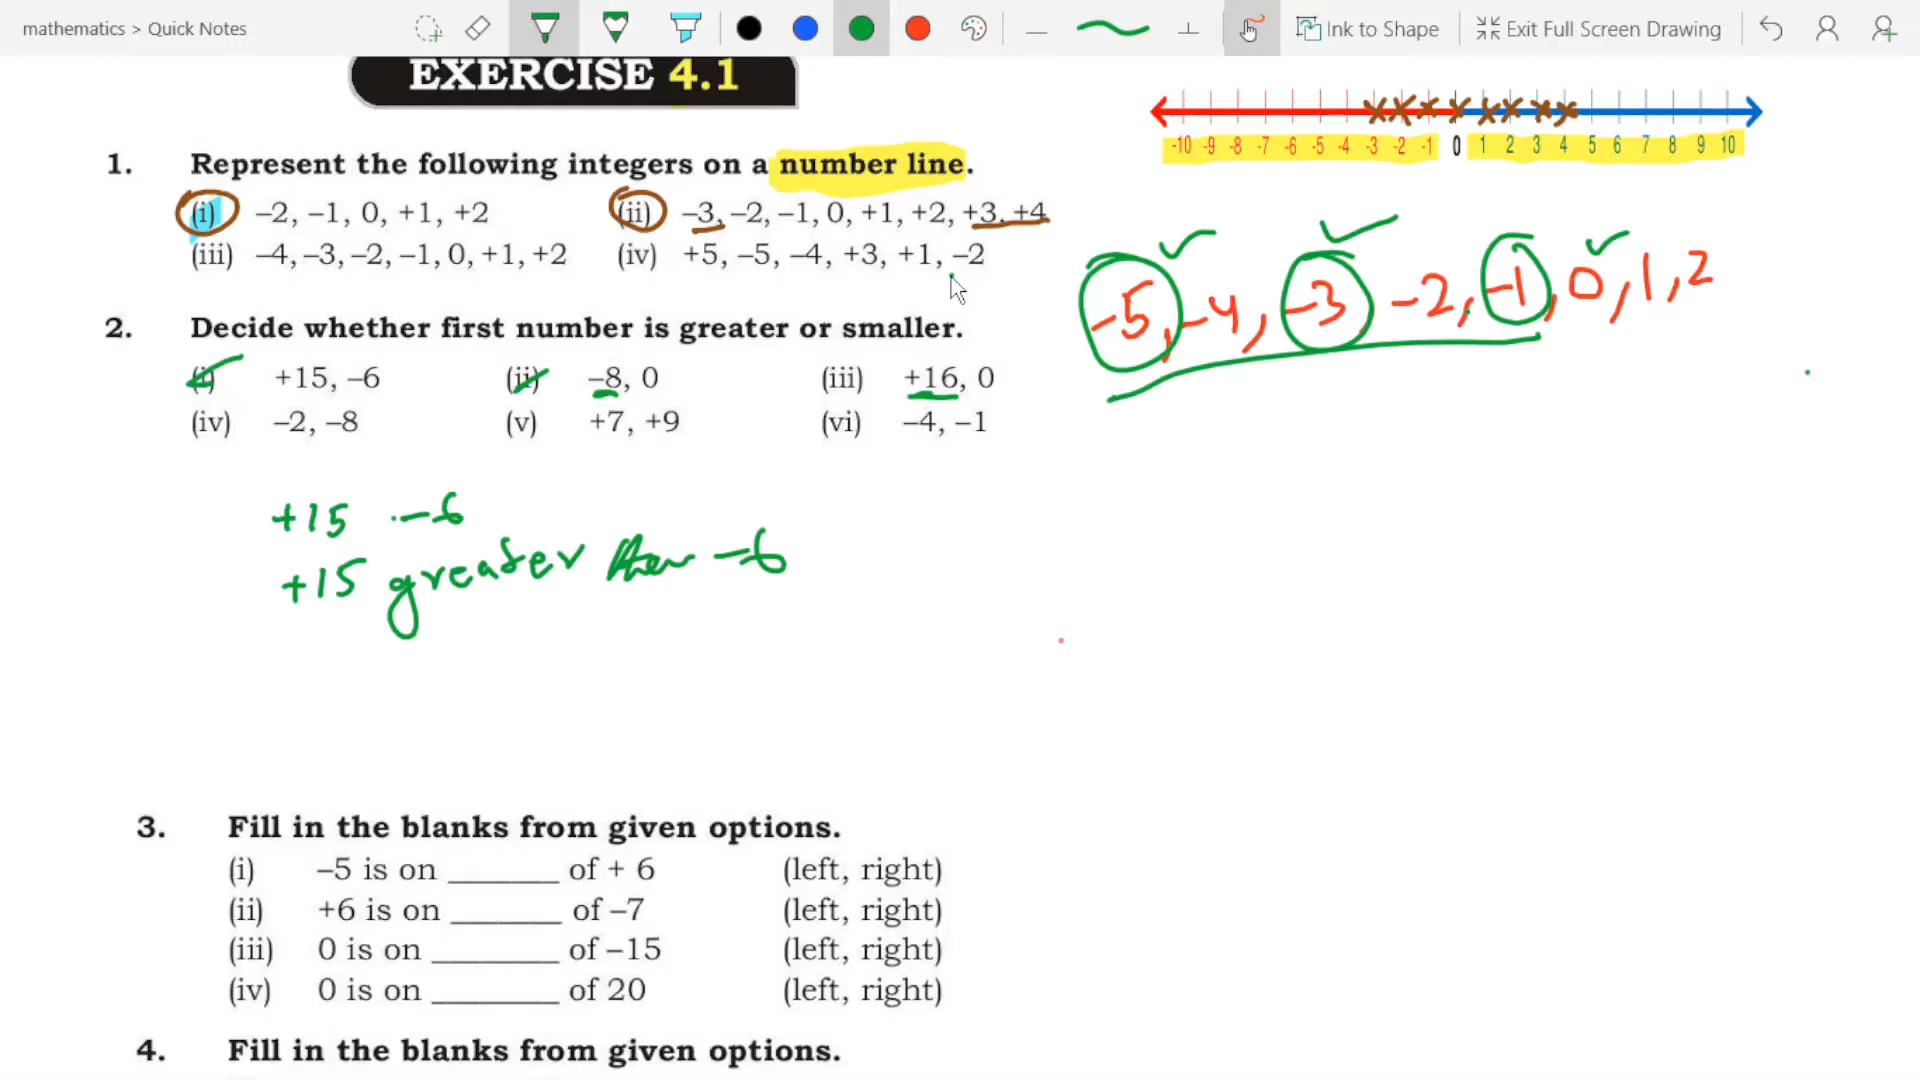 mathematics > Quick Notes
Ink to Shape
Exit Full Screen Drawing
EXERCISE 4.1
-10 -9 -8 -7 -6 -5 -4 -3 -2 -1 0 1 2 3 4 5 6 7 8 9 10
1. Represent the following integers on a number line.
(i) –2, –1, 0, +1, +2 (ii) –3, –2, –1, 0, +1, +2, +3, +4
(iii) –4, –3, –2, –1, 0, +1, +2 (iv) +5, –5, –4, +3, +1, –2
-5, -4, -3, -2, -1, 0, 1, 2
2. Decide whether first number is greater or smaller.
(i) +15, –6 (ii) –8, 0 (iii) +16, 0
(iv) –2, –8 (v) +7, +9 (vi) –4, –1
+15 -6
+15 greater then -6
3. Fill in the blanks from given options.
(i) –5 is on _______ of + 6 (left, right)
(ii) +6 is on _______ of –7 (left, right)
(iii) 0 is on ________ of –15 (left, right)
(iv) 0 is on ________ of 20 (left, right)
4. Fill in the blanks from given options.